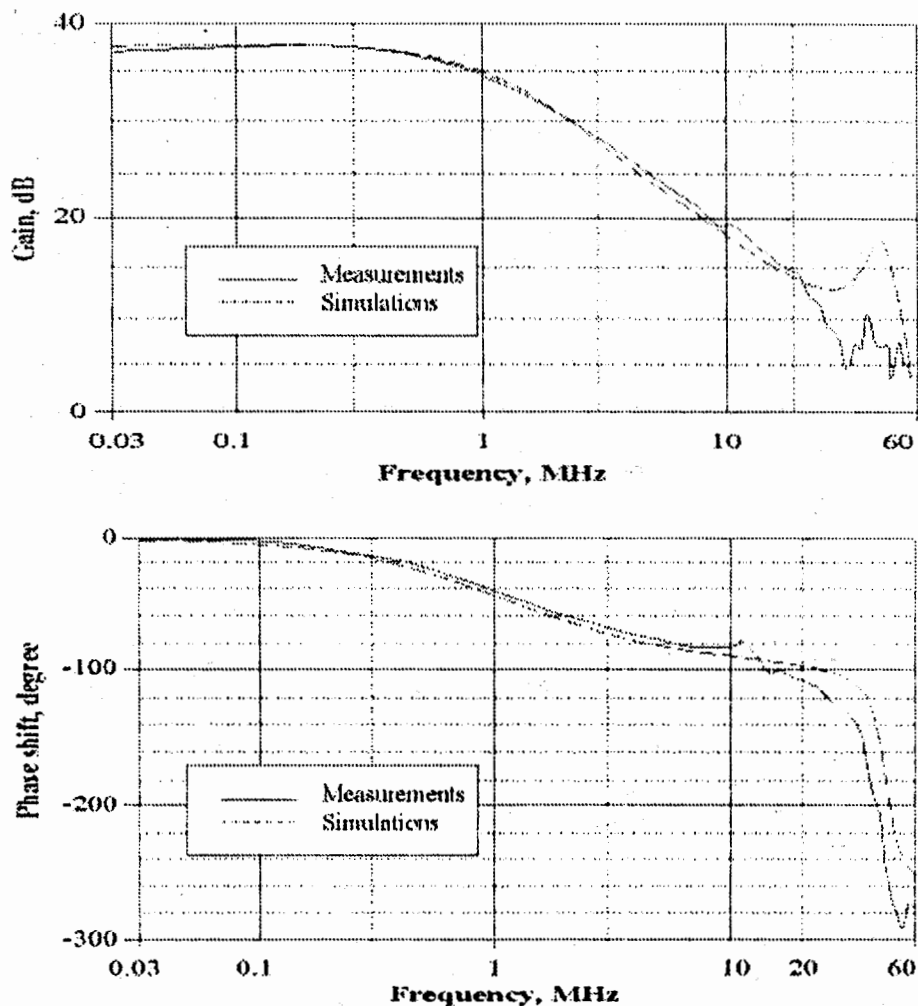 40
20
0
Gain, dB
Measurements
Simulations
0.03 0.1 1 10 60
Frequency, MHz
0
-100
-200
-300
Phase shift, degree
Measurements
Simulations
0.03 0.1 1 10 20 60
Frequency, MHz